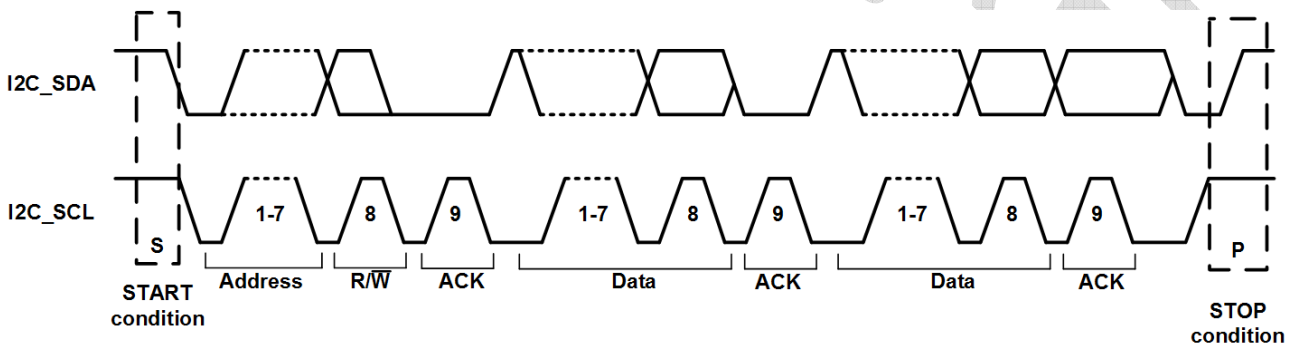 I2C_SDA
I2C_SCL
1-7
8
9
1-7
8
9
1-7
8
9
S
P
Address
R/W̅
ACK
Data
ACK
Data
ACK
START
condition
STOP
condition